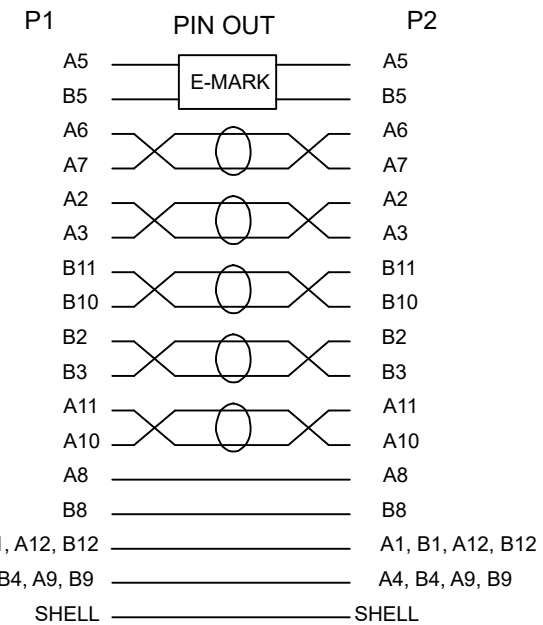 P1 PIN OUT P2
A5 E-MARK A5
B5 B5
A6 A6
A7 A7
A2 A2
A3 A3
B11 B11
B10 B10
B2 B2
B3 B3
A11 A11
A10 A10
A8 A8
B8 B8
, A12, B12 A1, B1, A12, B12
B4, A9, B9 A4, B4, A9, B9
SHELL SHELL